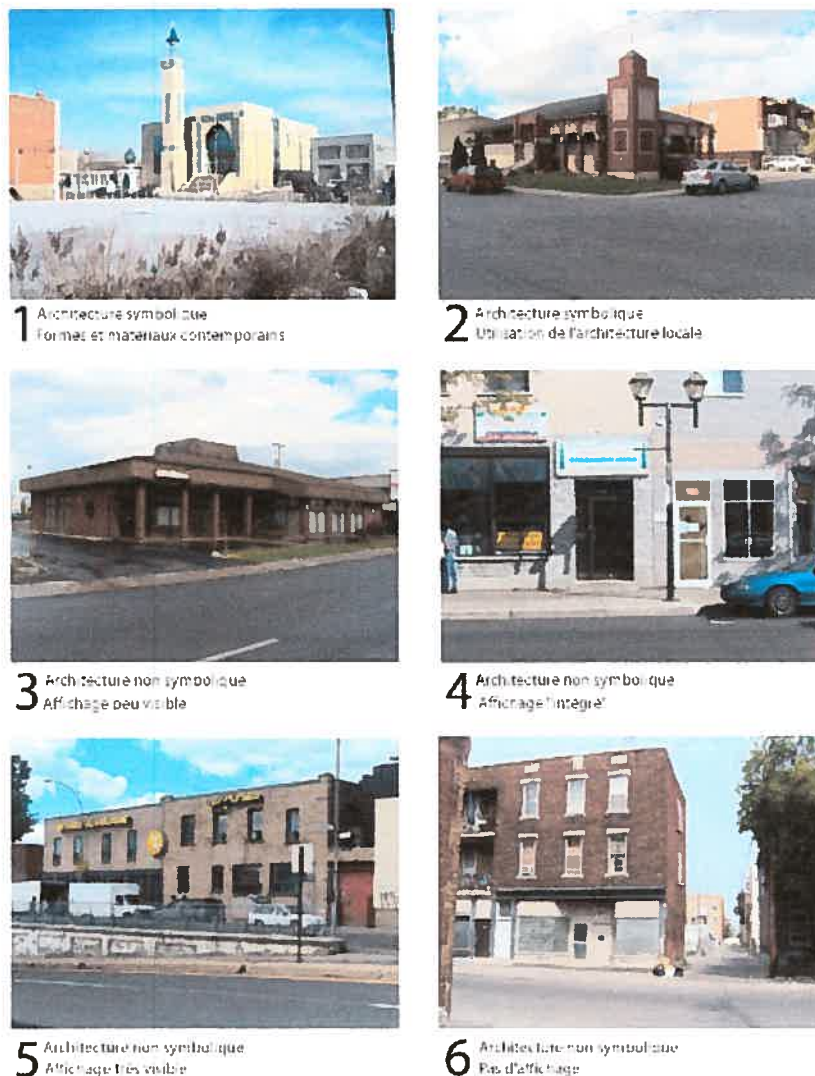 1 Architecture symbolique
Formes et matériaux contemporains
2 Architecture symbolique
Utilisation de l'architecture locale
3 Architecture non symbolique
Affichage peu visible
4 Architecture non symbolique
Affichage "intégré"
5 Architecture non symbolique
Affichage très visible
6 Architecture non symbolique
Pas d'affichage